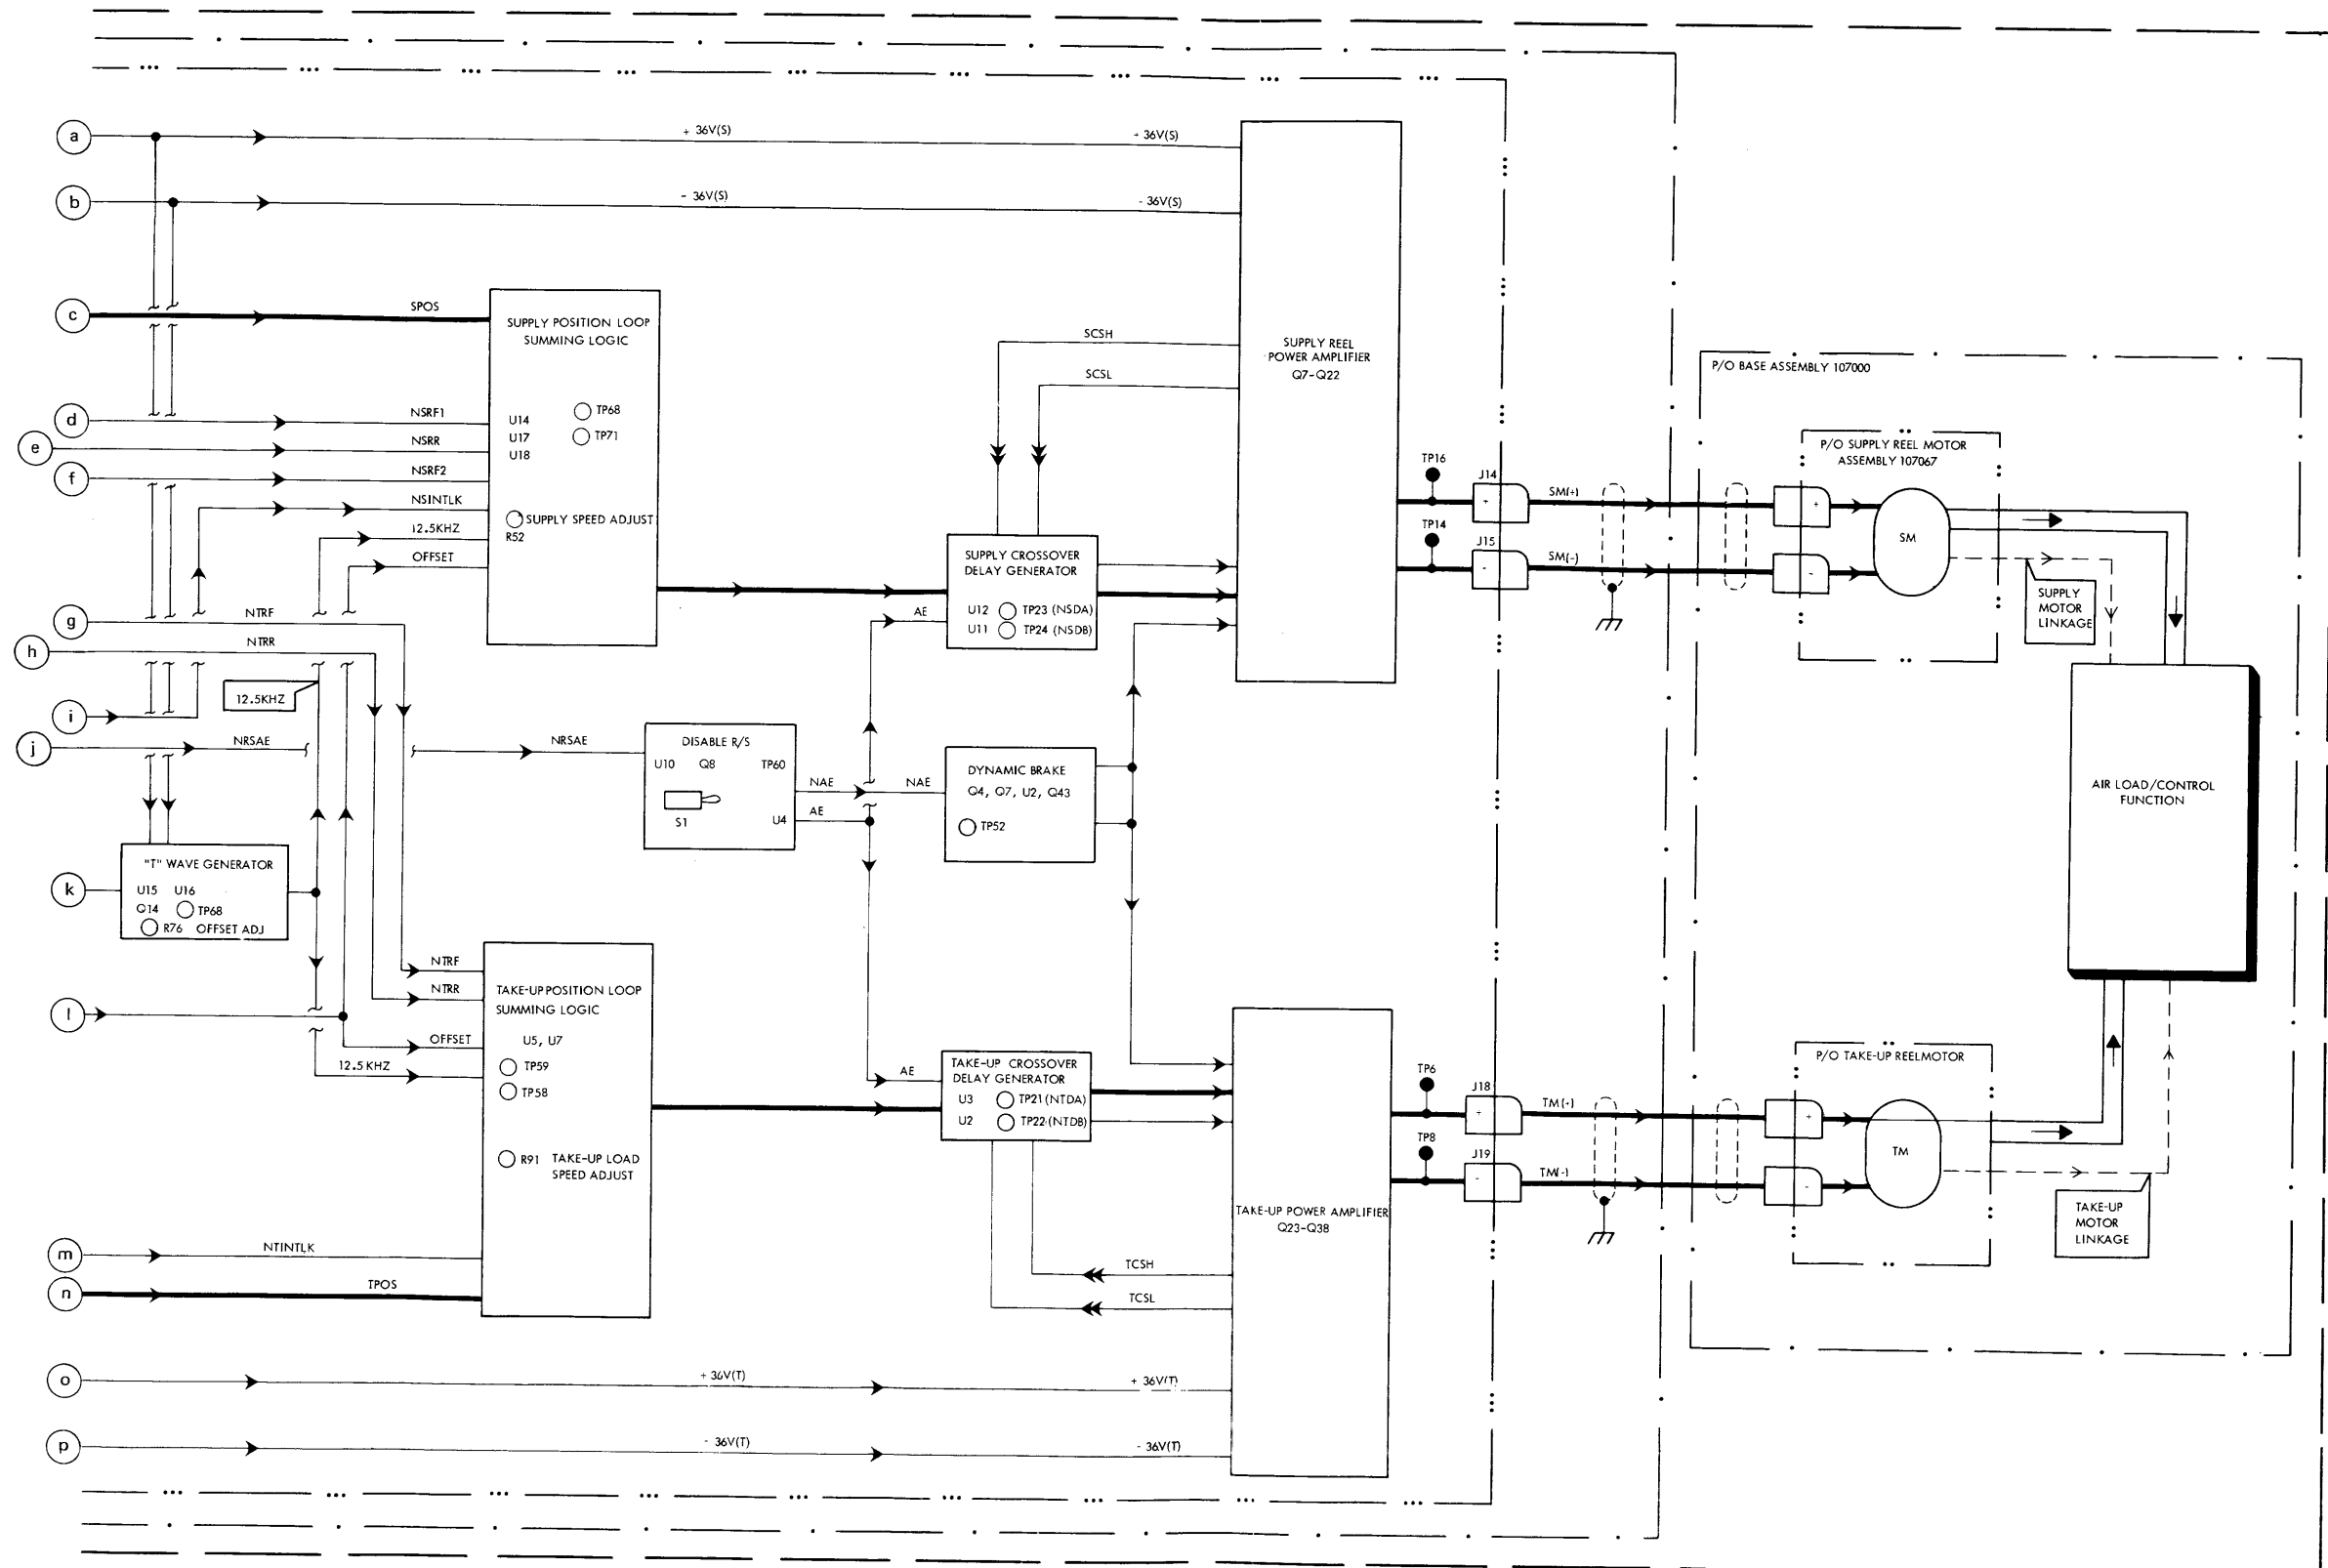 a
+ 36V(S)
- 36V(S)
b
- 36V(S)
- 36V(S)
c
SPOS
SUPPLY POSITION LOOP
SUMMING LOGIC
TP68
TP71
U14
U17
U18
SUPPLY SPEED ADJUST
R52
d
NSRF1
e
NSRR
f
NSRF2
NSINTLK
12.5KHZ
OFFSET
SCSH
SCSL
SUPPLY REEL
POWER AMPLIFIER
Q7-Q22
SUPPLY CROSSOVER
DELAY GENERATOR
U12 TP23 (NSDA)
U11 TP24 (NSDB)
AE
TP16
J14
+
SM(+)
TP14
J15
-
SM(-)
P/O BASE ASSEMBLY 107000
P/O SUPPLY REEL MOTOR
ASSEMBLY 107067
+
-
SM
SUPPLY
MOTOR
LINKAGE
AIR LOAD/CONTROL
FUNCTION
g
NTRF
h
NTRR
12.5KHZ
i
j
NRSAE
NRSAE
DISABLE R/S
U10 Q8 TP60
S1
U4
NAE
NAE
AE
DYNAMIC BRAKE
Q4, Q7, U2, Q43
TP52
"T" WAVE GENERATOR
U15 U16
Q14 TP68
R76 OFFSET ADJ
k
l
NTRF
NTRR
OFFSET
12.5 KHZ
TAKE-UP POSITION LOOP
SUMMING LOGIC
U5, U7
TP59
TP58
R91 TAKE-UP LOAD
SPEED ADJUST
AE
TAKE-UP CROSSOVER
DELAY GENERATOR
U3 TP21 (NTDA)
U2 TP22 (NTDB)
TAKE-UP POWER AMPLIFIER
Q23-Q38
TCSH
TCSL
TP6
J18
+
TM(+)
TP8
J19
-
TM(-)
P/O TAKE-UP REELMOTOR
+
-
TM
TAKE-UP
MOTOR
LINKAGE
m
NTINTLK
n
TPOS
o
+ 36V(T)
+ 36V(T)
p
- 36V(T)
- 36V(T)